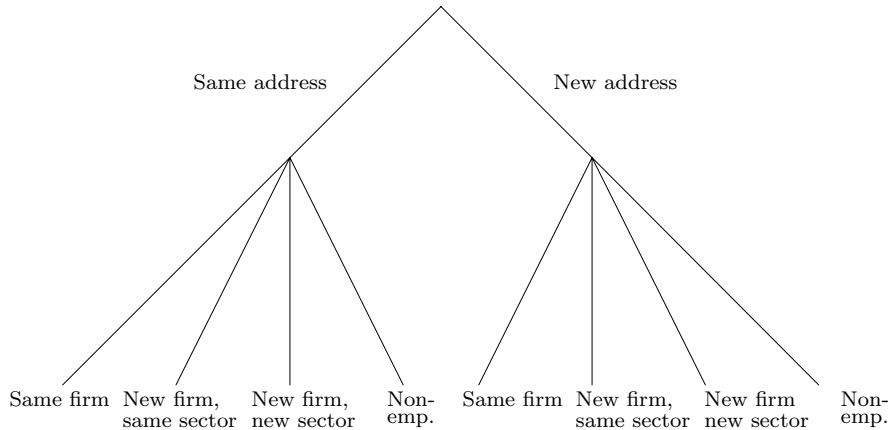 Same address
New address
Same firm
New firm,
same sector
New firm,
new sector
Non-
emp.
Same firm
New firm,
same sector
New firm
new sector
Non-
emp.